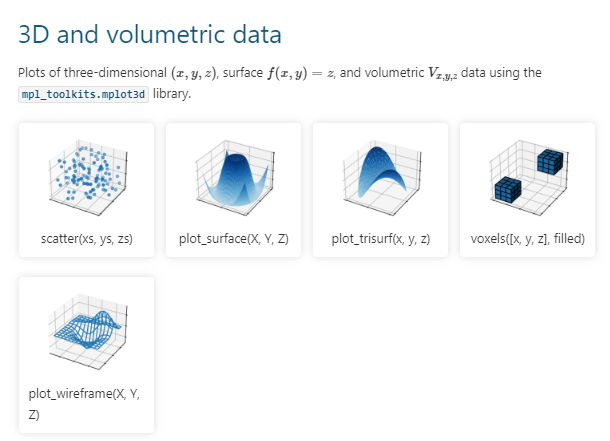 3D and volumetric data
Plots of three-dimensional (x, y, z), surface f(x, y) = z, and volumetric Vx,y,z data using the
mpl_toolkits.mplot3d library.
scatter(xs, ys, zs)
plot_surface(X, Y, Z)
plot_trisurf(x, y, z)
voxels([x, y, z], filled)
plot_wireframe(X, Y,
Z)